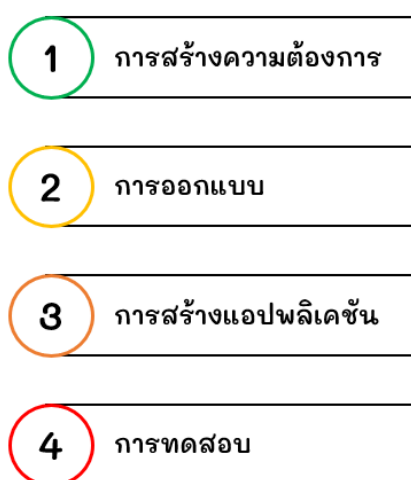 1 การสร้างความต้องการ
2 การออกแบบ
3 การสร้างแอปพลิเคชัน
4 การทดสอบ